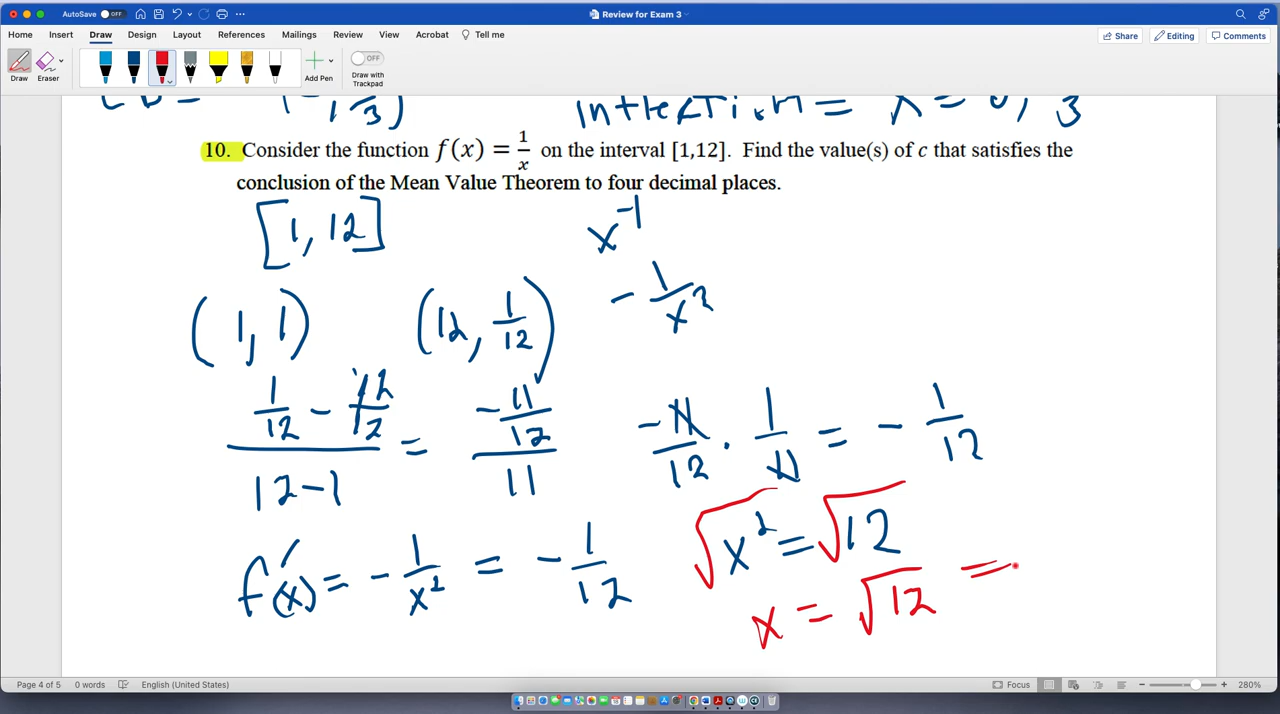 AutoSave OFF Review for Exam 3
Home Insert Draw Design Layout References Mailings Review View Acrobat Tell me Share Editing Comments
Draw Eraser Add Pen OFF Draw with Trackpad
inflection = x = 0, 3
10. Consider the function f(x) = 1/x on the interval [1,12]. Find the value(s) of c that satisfies the
conclusion of the Mean Value Theorem to four decimal places.
[1, 12] x^-1
(1, 1) (12, 1/12) - 1/x^2
(1/12 - 12/12)/(12-1) = (-11/12)/11 -11/12 · 1/11 = - 1/12
√x^2 = √12
f'(x) = - 1/x^2 = - 1/12
x = √12 =
Page 4 of 5 0 words English (United States) Focus 280%